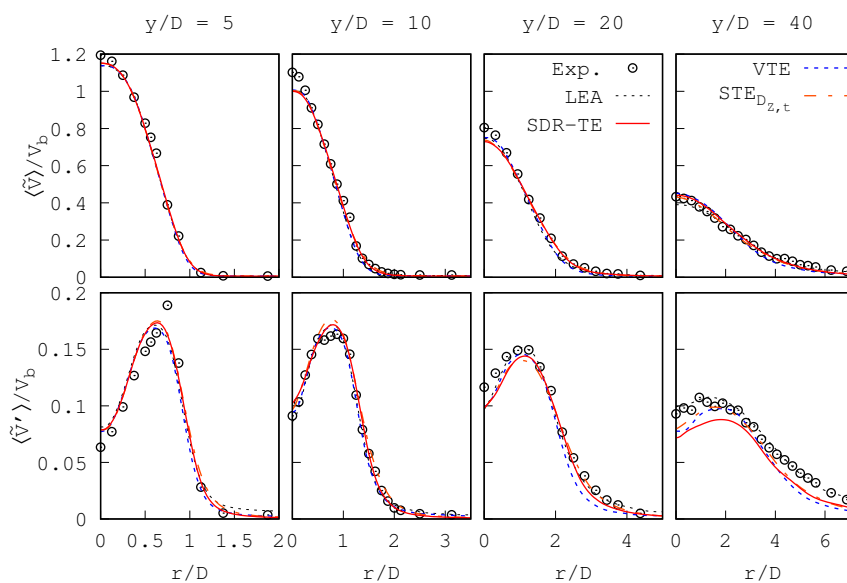 y/D = 5 y/D = 10 y/D = 20 y/D = 40
1.2
1
0.8
0.6
0.4
0.2
0
⟨Ṽ⟩/V_b
Exp.
LEA
SDR-TE
VTE
STE_{D_{Z,t}}
0.2
0.15
0.1
0.05
0
⟨Ṽ'⟩/V_b
0 0.5 1 1.5 2
0 1 2 3
0 2 4
0 2 4 6
r/D r/D r/D r/D